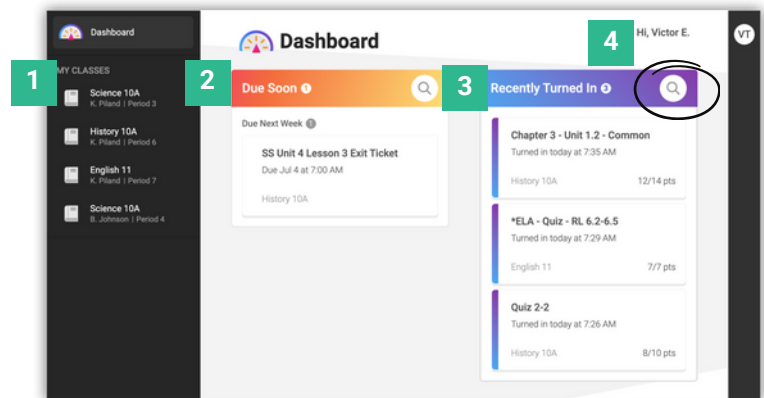 Dashboard
MY CLASSES
1
Science 10A
K. Piland | Period 3
History 10A
K. Piland | Period 6
English 11
K. Piland | Period 7
Science 10A
B. Johnson | Period 4
Dashboard
4
Hi, Victor E.
VT
2
Due Soon 1
Due Next Week 1
SS Unit 4 Lesson 3 Exit Ticket
Due Jul 4 at 7:00 AM
History 10A
3
Recently Turned In 3
Chapter 3 - Unit 1.2 - Common
Turned in today at 7:35 AM
History 10A 12/14 pts
*ELA - Quiz - RL 6.2-6.5
Turned in today at 7:29 AM
English 11 7/7 pts
Quiz 2-2
Turned in today at 7:26 AM
History 10A 8/10 pts